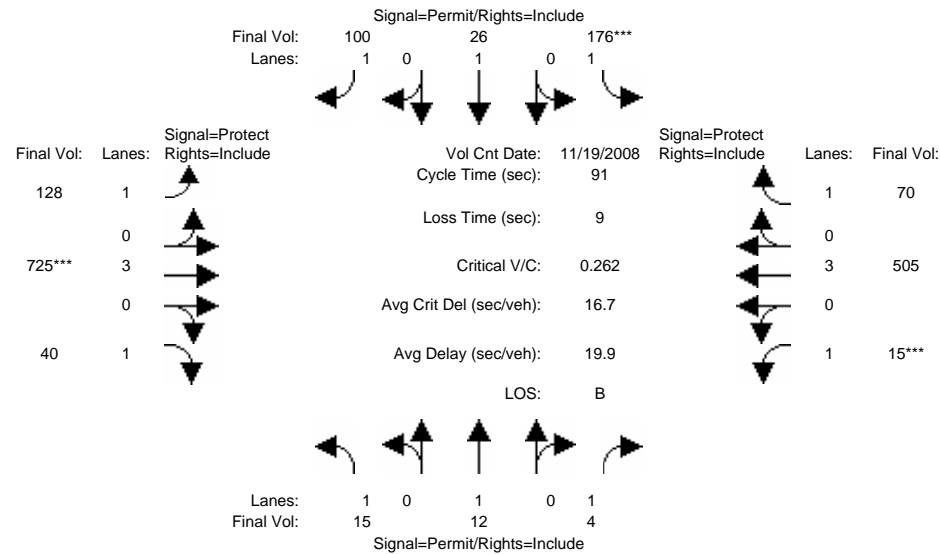 Signal=Permit/Rights=Include
Final Vol: 100 26 176***
Lanes: 1 0 1 0 1
Signal=Protect Signal=Protect
Final Vol: Lanes: Rights=Include Vol Cnt Date: 11/19/2008 Rights=Include Lanes: Final Vol:
Cycle Time (sec): 91
128 1 1 70
Loss Time (sec): 9
0 0
725*** 3 Critical V/C: 0.262 3 505
0 Avg Crit Del (sec/veh): 16.7 0
40 1 Avg Delay (sec/veh): 19.9 1 15***
LOS: B
Lanes: 1 0 1 0 1
Final Vol: 15 12 4
Signal=Permit/Rights=Include